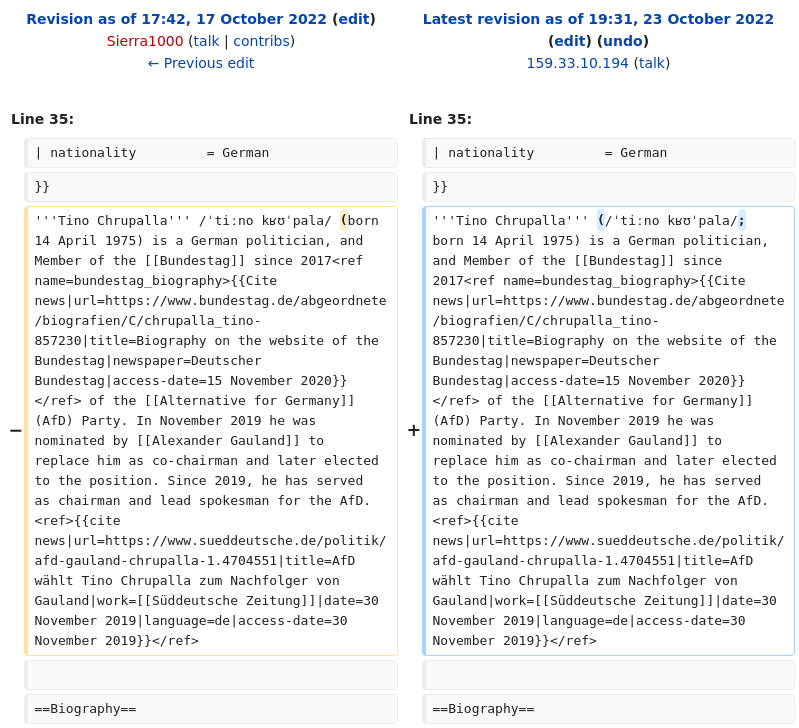 Revision as of 17:42, 17 October 2022 (edit)
Sierra1000 (talk | contribs)
← Previous edit
Line 35:
| nationality         = German
}}
'''Tino Chrupalla''' /ˈtiːno kʁʊˈpala/ (born
14 April 1975) is a German politician, and
Member of the [[Bundestag]] since 2017<ref
name=bundestag_biography>{{Cite
news|url=https://www.bundestag.de/abgeordnete
/biografien/C/chrupalla_tino-
857230|title=Biography on the website of the
Bundestag|newspaper=Deutscher
Bundestag|access-date=15 November 2020}}
</ref> of the [[Alternative for Germany]]
(AfD) Party. In November 2019 he was
nominated by [[Alexander Gauland]] to
replace him as co-chairman and later elected
to the position. Since 2019, he has served
as chairman and lead spokesman for the AfD.
<ref>{{cite
news|url=https://www.sueddeutsche.de/politik/
afd-gauland-chrupalla-1.4704551|title=AfD
wählt Tino Chrupalla zum Nachfolger von
Gauland|work=[[Süddeutsche Zeitung]]|date=30
November 2019|language=de|access-date=30
November 2019}}</ref>
−
==Biography==
Latest revision as of 19:31, 23 October 2022
(edit) (undo)
159.33.10.194 (talk)
Line 35:
| nationality         = German
}}
'''Tino Chrupalla''' (/ˈtiːno kʁʊˈpala/;
born 14 April 1975) is a German politician,
and Member of the [[Bundestag]] since
2017<ref name=bundestag_biography>{{Cite
news|url=https://www.bundestag.de/abgeordnete
/biografien/C/chrupalla_tino-
857230|title=Biography on the website of the
Bundestag|newspaper=Deutscher
Bundestag|access-date=15 November 2020}}
</ref> of the [[Alternative for Germany]]
(AfD) Party. In November 2019 he was
nominated by [[Alexander Gauland]] to
replace him as co-chairman and later elected
to the position. Since 2019, he has served
as chairman and lead spokesman for the AfD.
<ref>{{cite
news|url=https://www.sueddeutsche.de/politik/
afd-gauland-chrupalla-1.4704551|title=AfD
wählt Tino Chrupalla zum Nachfolger von
Gauland|work=[[Süddeutsche Zeitung]]|date=30
November 2019|language=de|access-date=30
November 2019}}</ref>
+
==Biography==